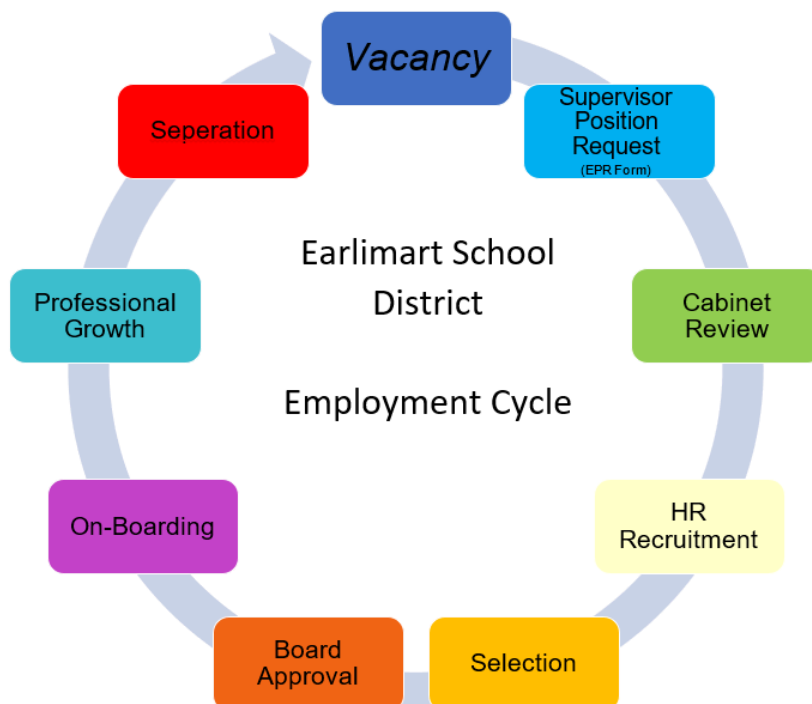 Vacancy
Supervisor
Position
Request
(EPR Form)
Cabinet
Review
HR
Recruitment
Selection
Board
Approval
On-Boarding
Professional
Growth
Seperation
Earlimart School
District
Employment Cycle